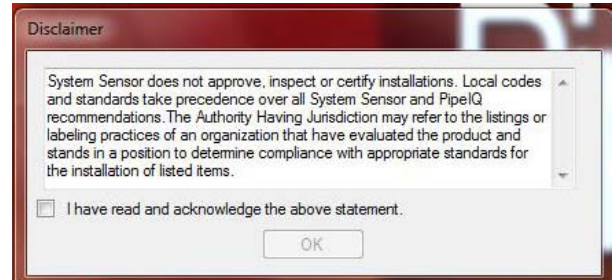 Disclaimer
System Sensor does not approve, inspect or certify installations. Local codes
and standards take precedence over all System Sensor and PipeIQ
recommendations.The Authority Having Jurisdiction may refer to the listings or
labeling practices of an organization that have evaluated the product and
stands in a position to determine compliance with appropriate standards for
the installation of listed items.
I have read and acknowledge the above statement.
OK